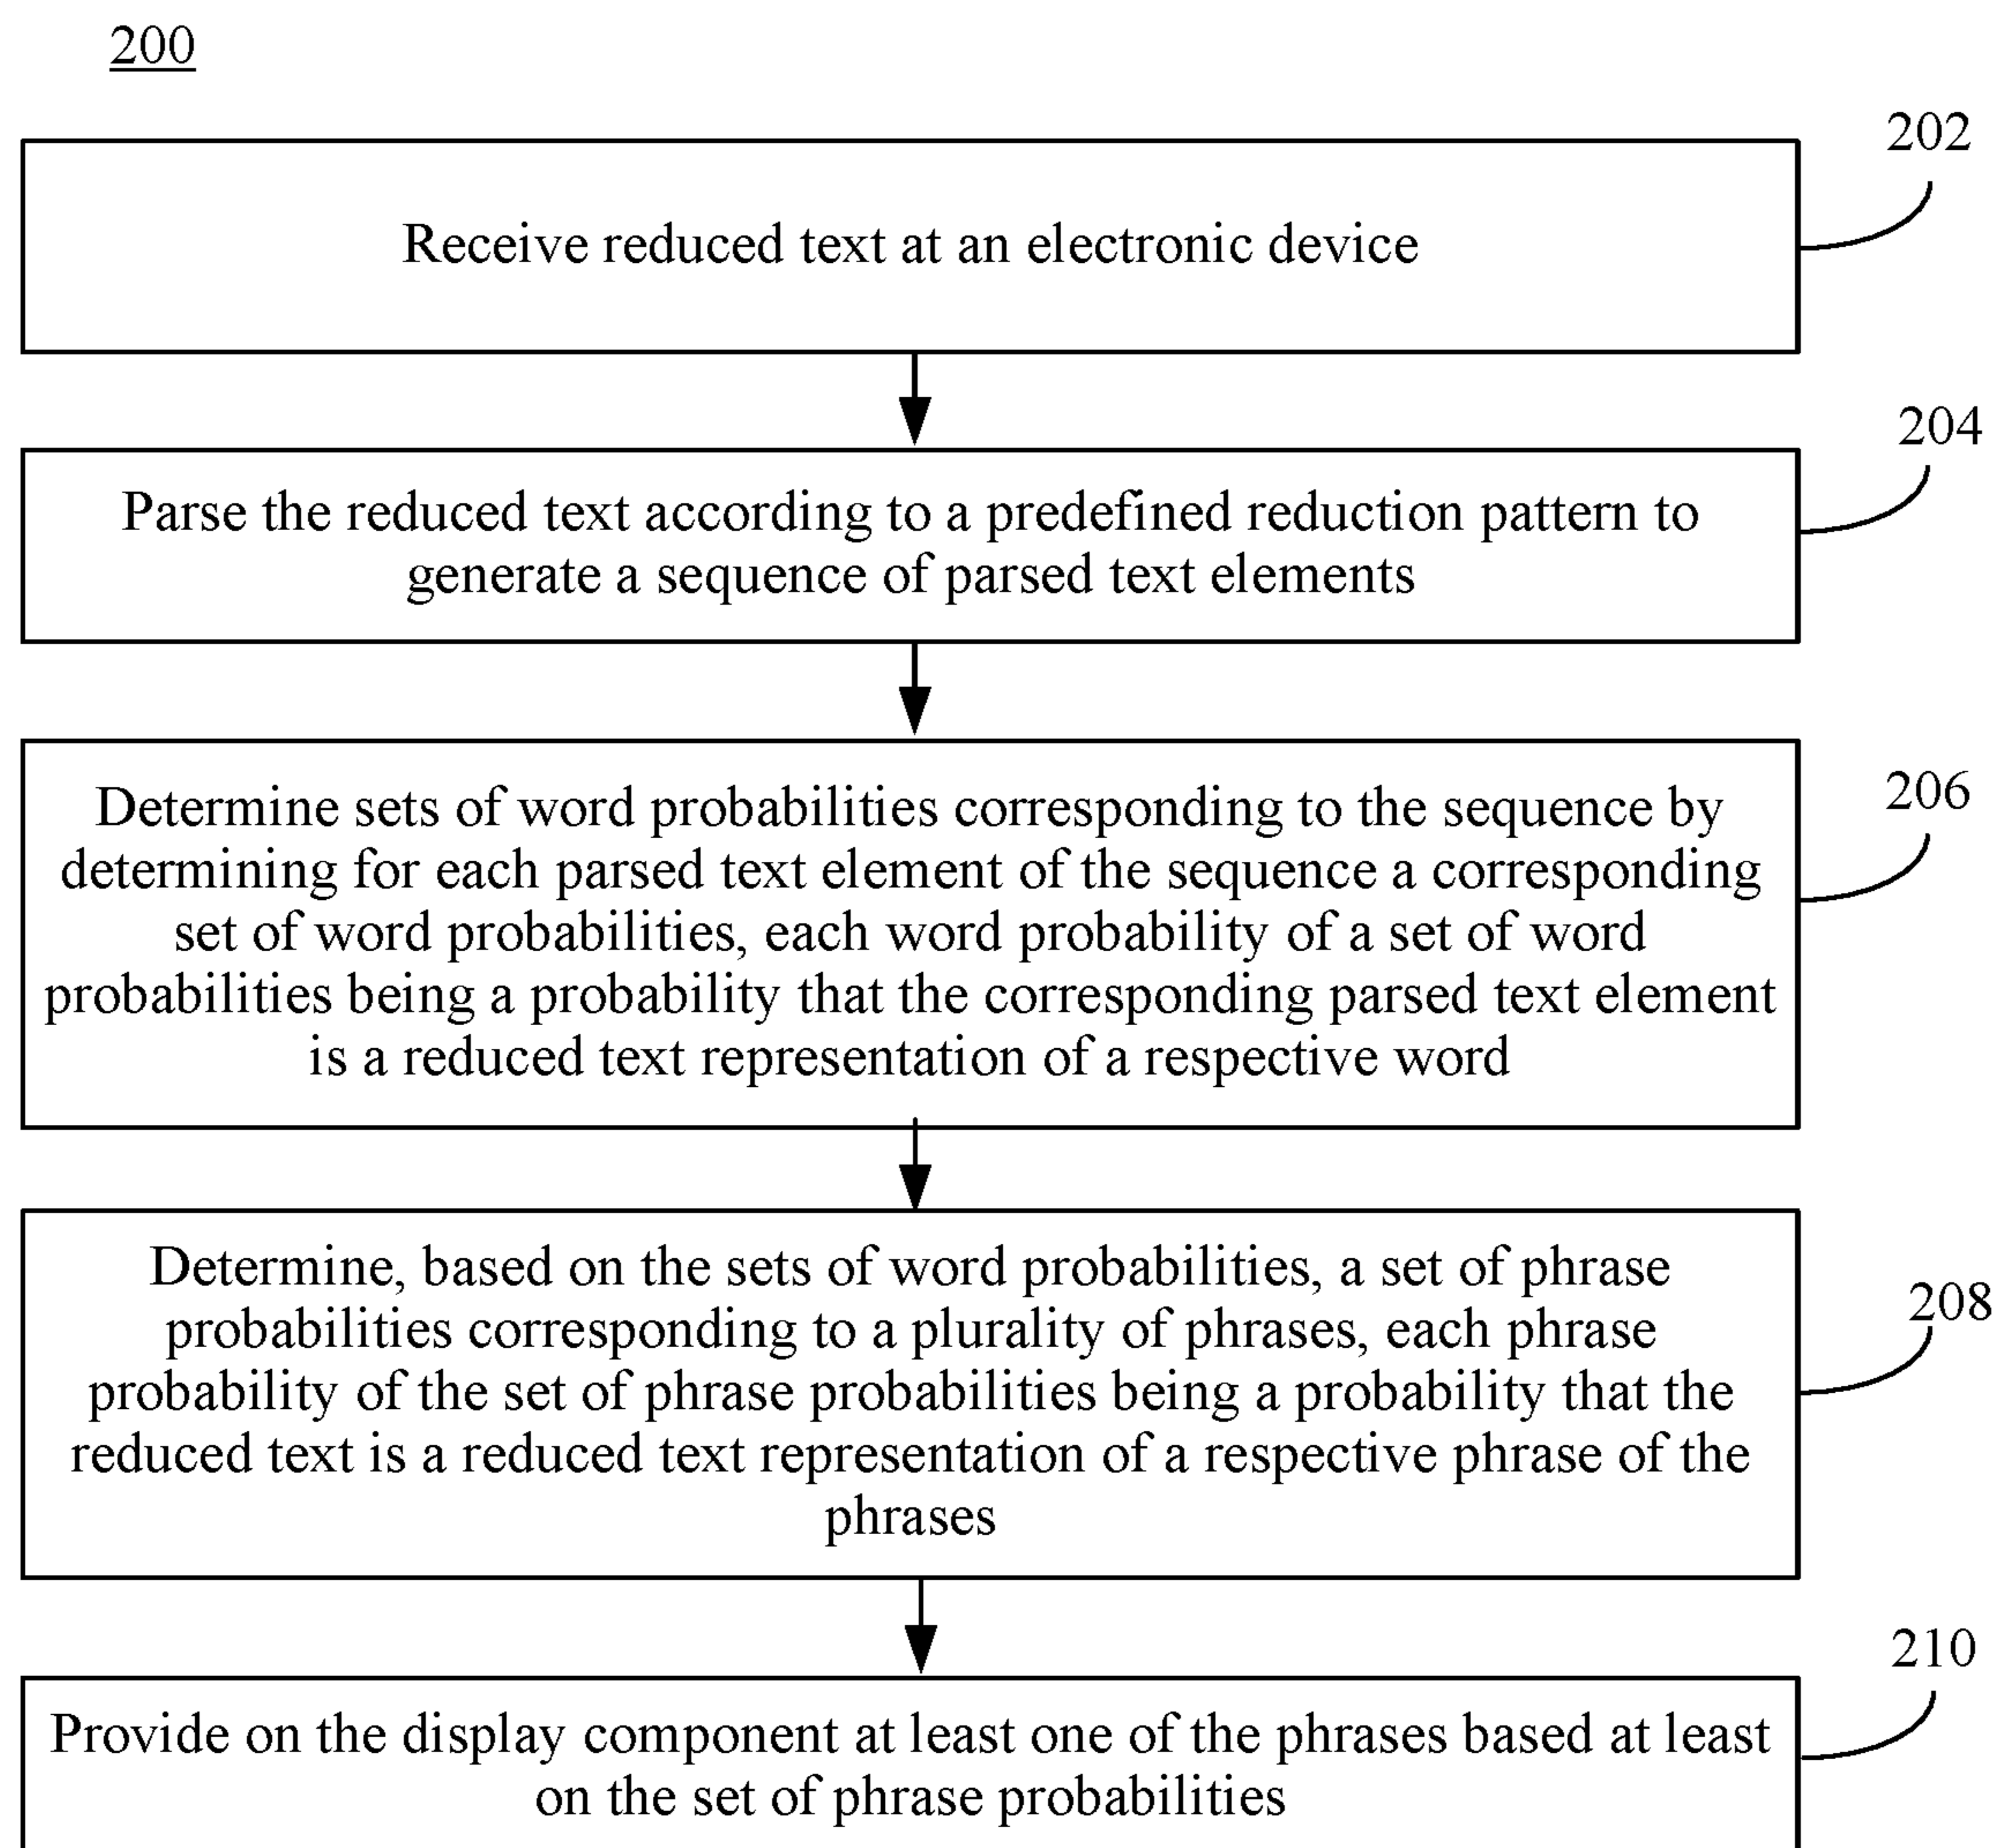 200
202
Receive reduced text at an electronic device
204
Parse the reduced text according to a predefined reduction pattern to
generate a sequence of parsed text elements
206
Determine sets of word probabilities corresponding to the sequence by
determining for each parsed text element of the sequence a corresponding
set of word probabilities, each word probability of a set of word
probabilities being a probability that the corresponding parsed text element
is a reduced text representation of a respective word
208
Determine, based on the sets of word probabilities, a set of phrase
probabilities corresponding to a plurality of phrases, each phrase
probability of the set of phrase probabilities being a probability that the
reduced text is a reduced text representation of a respective phrase of the
phrases
210
Provide on the display component at least one of the phrases based at least
on the set of phrase probabilities